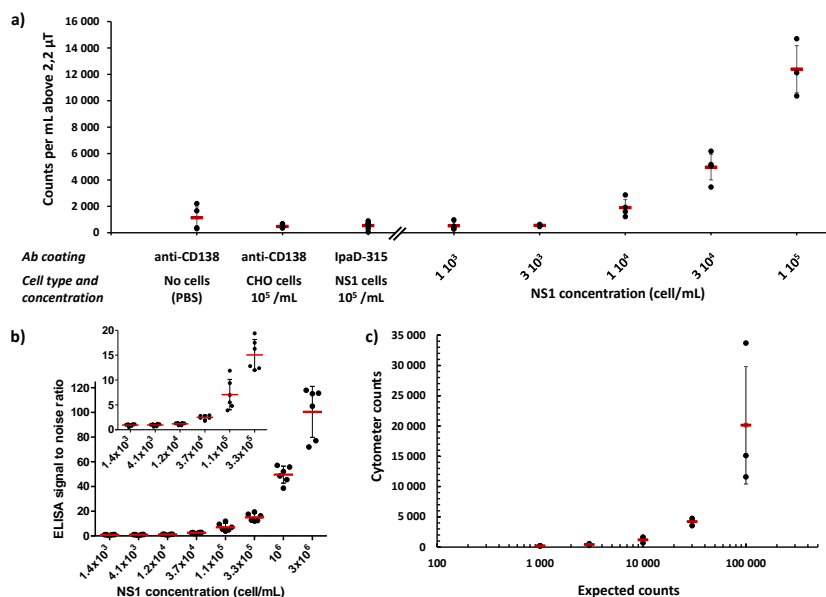 a)
Counts per mL above 2,2 µT
16 000
14 000
12 000
10 000
8 000
6 000
4 000
2 000
0
Ab coating
anti-CD138
anti-CD138
IpaD-315
Cell type and
concentration
No cells
(PBS)
CHO cells
10⁵ /mL
NS1 cells
10⁵ /mL
1 10³
3 10³
1 10⁴
3 10⁴
1 10⁵
NS1 concentration (cell/mL)
b)
ELISA signal to noise ratio
20
15
10
5
0
1.4x10³
4.1x10³
1.2x10⁴
3.7x10⁴
1.1x10⁵
3.3x10⁵
120
100
80
60
40
20
0
1.4x10³
4.1x10³
1.2x10⁴
3.7x10⁴
1.1x10⁵
3.3x10⁵
10⁶
3x10⁶
NS1 concentration (cell/mL)
c)
Cytometer counts
35 000
30 000
25 000
20 000
15 000
10 000
5 000
0
100
1 000
10 000
100 000
Expected counts